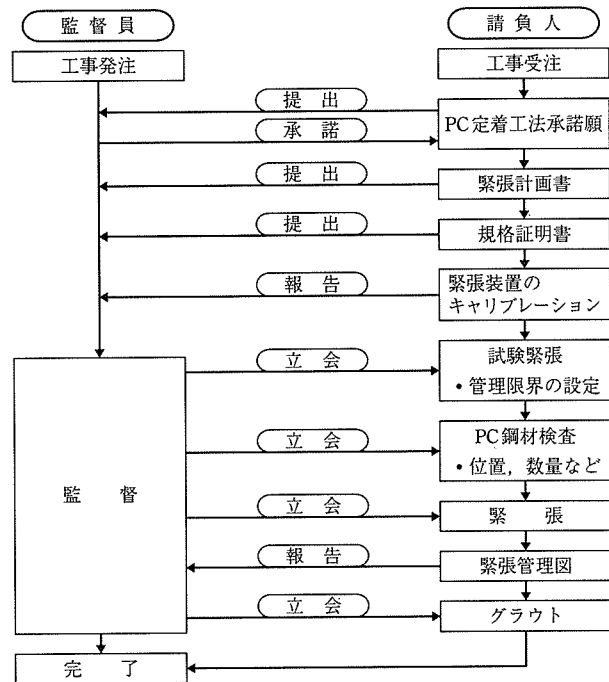 監督員
請負人
工事発注
工事受注
提出
承諾
PC定着工法承諾願
提出
緊張計画書
提出
規格証明書
報告
緊張装置の
キャリブレーション
立会
試験緊張
・管理限界の設定
立会
PC鋼材検査
・位置,数量など
監督
立会
緊張
報告
緊張管理図
立会
グラウト
完了